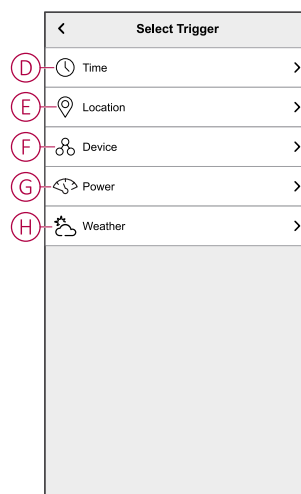 Select Trigger
D Time
E Location
F Device
G Power
H Weather